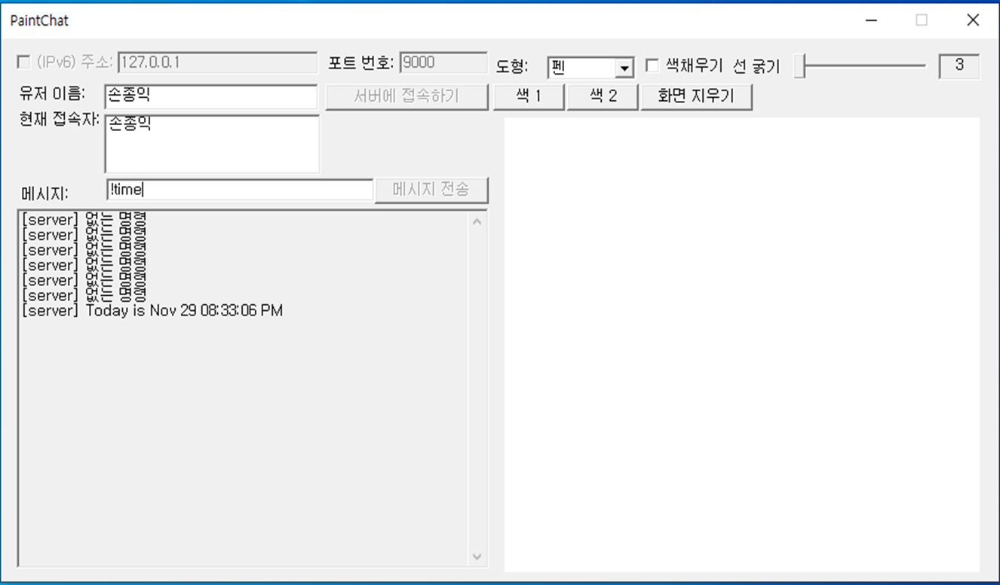 PaintChat
(IPv6) 주소: 127.0.0.1 포트 번호: 9000 도형: 펜 색채우기 선 굵기 3
유저 이름: 손종익 서버에 접속하기 색 1 색 2 화면 지우기
현재 접속자: 손종익
메시지: !time 메시지 전송
[server] 없는 명령
[server] 없는 명령
[server] 없는 명령
[server] 없는 명령
[server] 없는 명령
[server] 없는 명령
[server] Today is Nov 29 08:33:06 PM